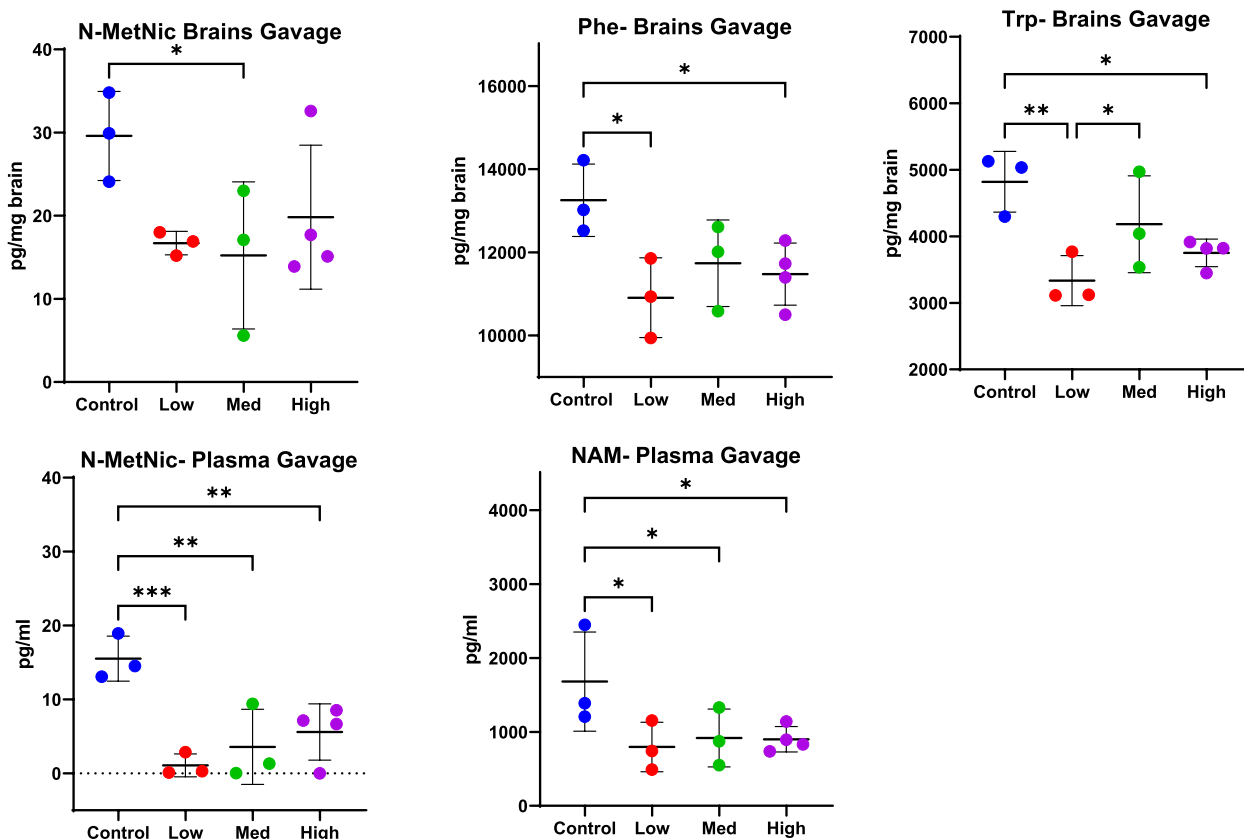 N-MetNic Brains Gavage
40
30
20
10
0
pg/mg brain
*
Control Low Med High
Phe- Brains Gavage
16000
14000
12000
10000
pg/mg brain
*
*
Control Low Med High
Trp- Brains Gavage
7000
6000
5000
4000
3000
2000
pg/mg brain
*
** *
Control Low Med High
N-MetNic- Plasma Gavage
40
30
20
10
0
pg/ml
**
**
***
Control Low Med High
NAM- Plasma Gavage
4000
3000
2000
1000
0
pg/ml
*
*
*
Control Low Med High